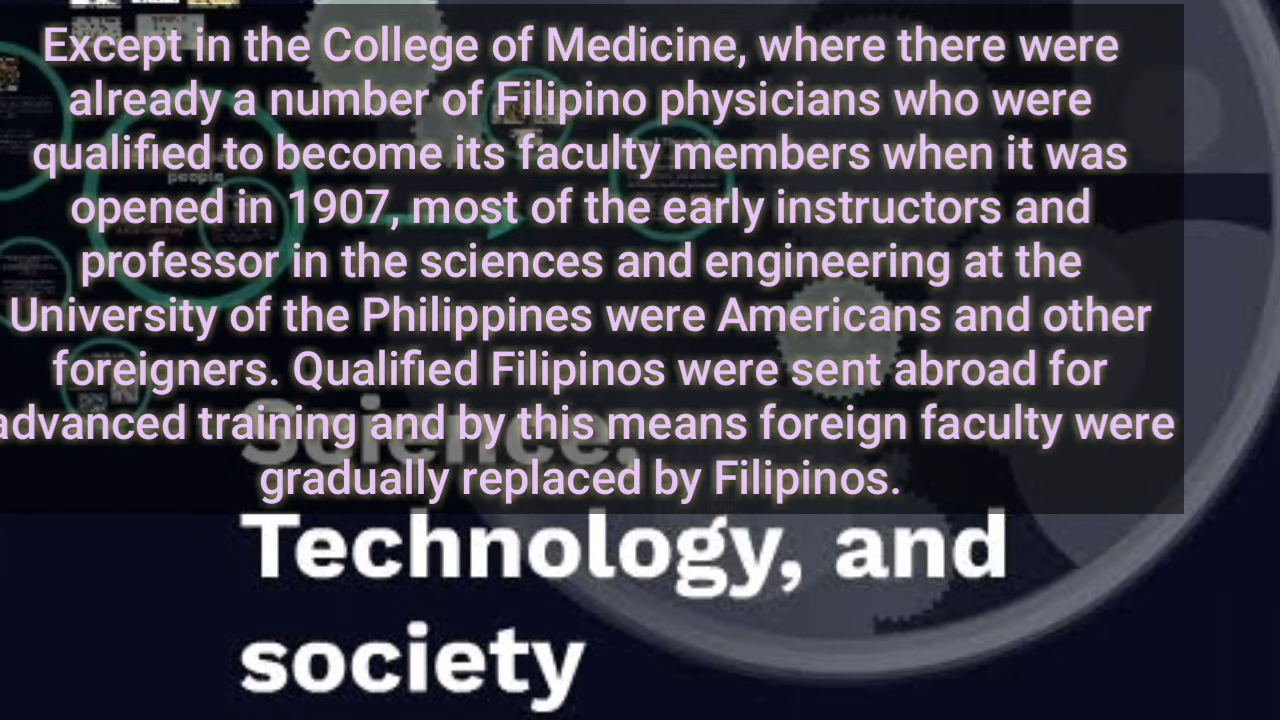 Except in the College of Medicine, where there were
already a number of Filipino physicians who were
qualified to become its faculty members when it was
opened in 1907, most of the early instructors and
professor in the sciences and engineering at the
University of the Philippines were Americans and other
foreigners. Qualified Filipinos were sent abroad for
advanced training and by this means foreign faculty were
gradually replaced by Filipinos.
Science,
Technology, and
society
people